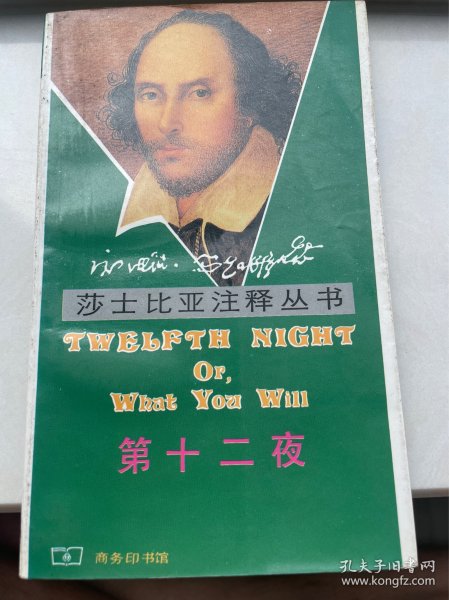 莎士比亚注释丛书
TWELFTH NIGHT
Or,
What You Will
第十二夜
商务印书馆
孔夫子旧书网
www.kongfz.com